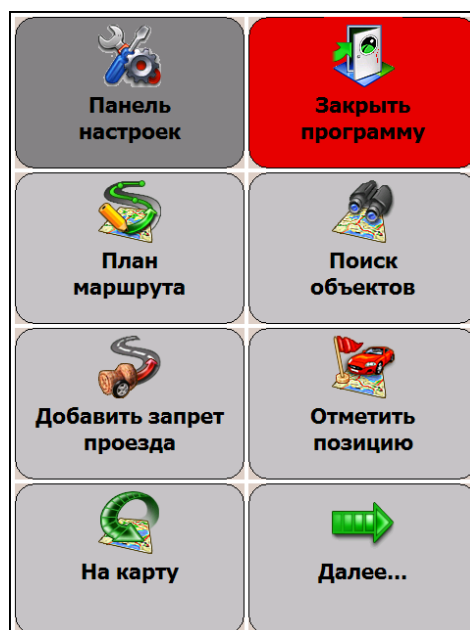 Панель
настроек
Закрыть
программу
План
маршрута
Поиск
объектов
Добавить запрет
проезда
Отметить
позицию
На карту
Далее...